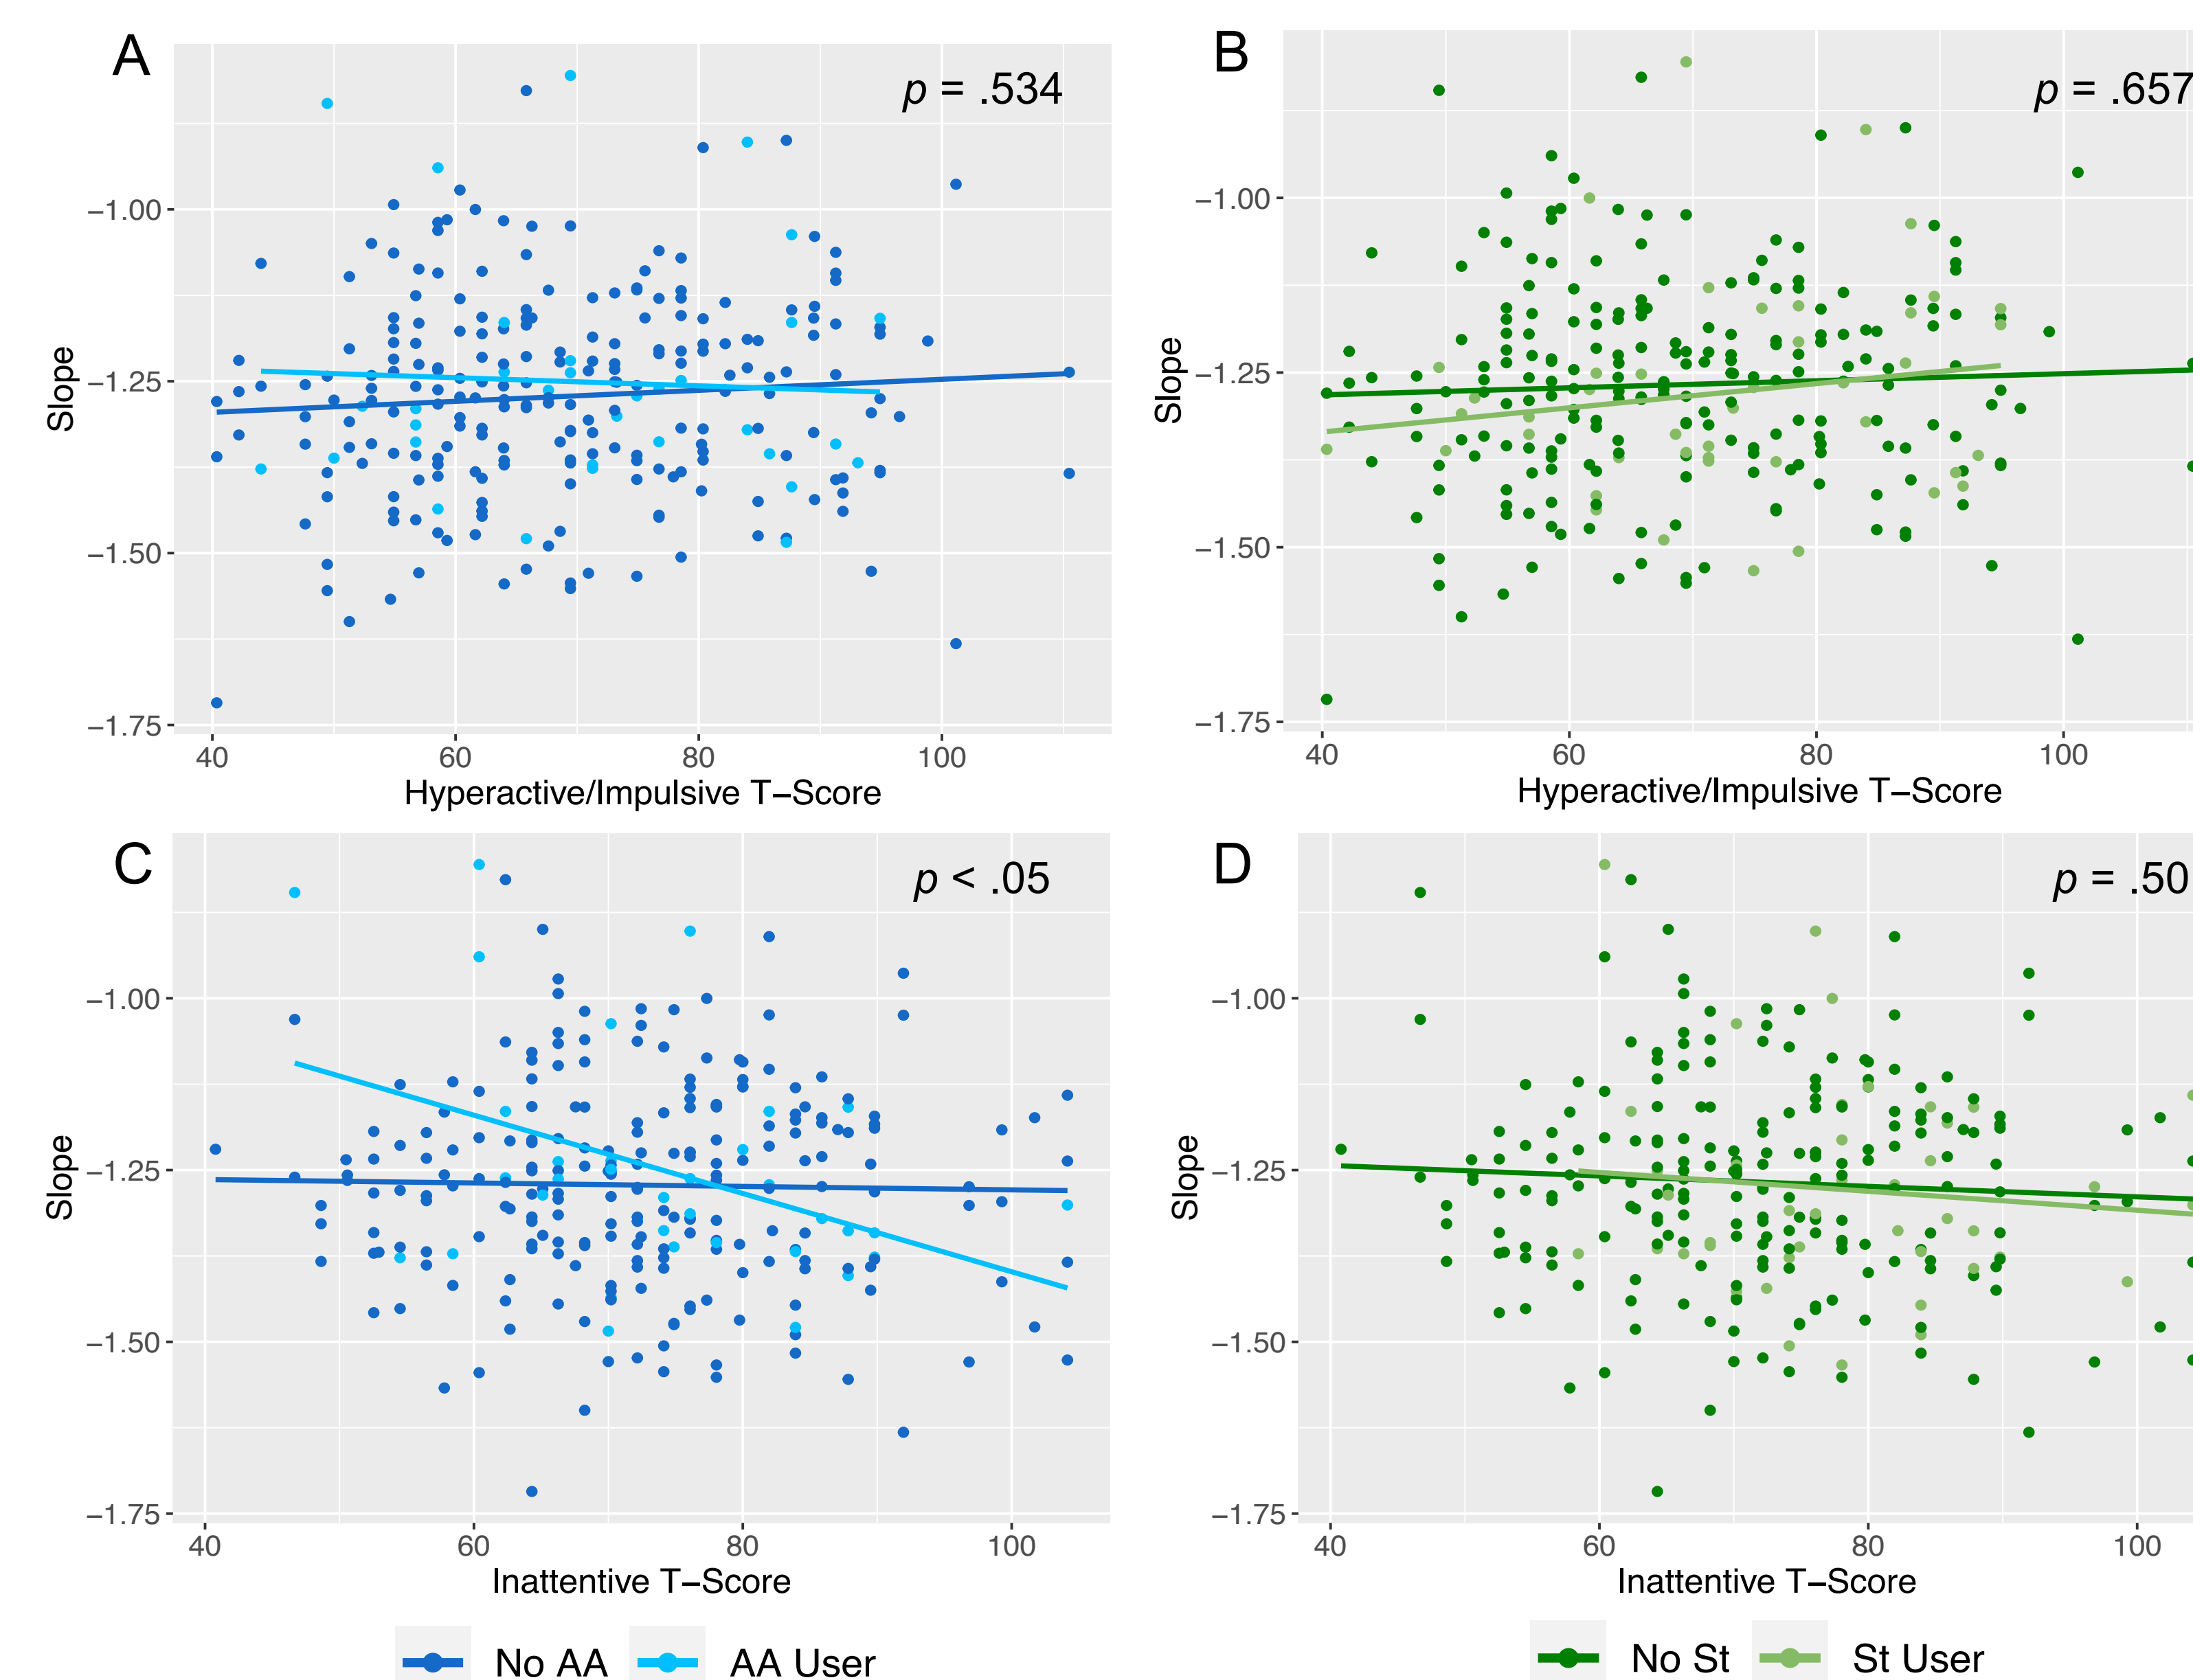 A
p = .534
−1.00
−1.25
−1.50
−1.75
Slope
40 60 80 100
Hyperactive/Impulsive T−Score
B
p = .657
−1.00
−1.25
−1.50
−1.75
Slope
40 60 80 100
Hyperactive/Impulsive T−Score
C
p < .05
−1.00
−1.25
−1.50
−1.75
Slope
40 60 80 100
Inattentive T−Score
No AA AA User
D
p = .50
−1.00
−1.25
−1.50
−1.75
Slope
40 60 80 100
Inattentive T−Score
No St St User